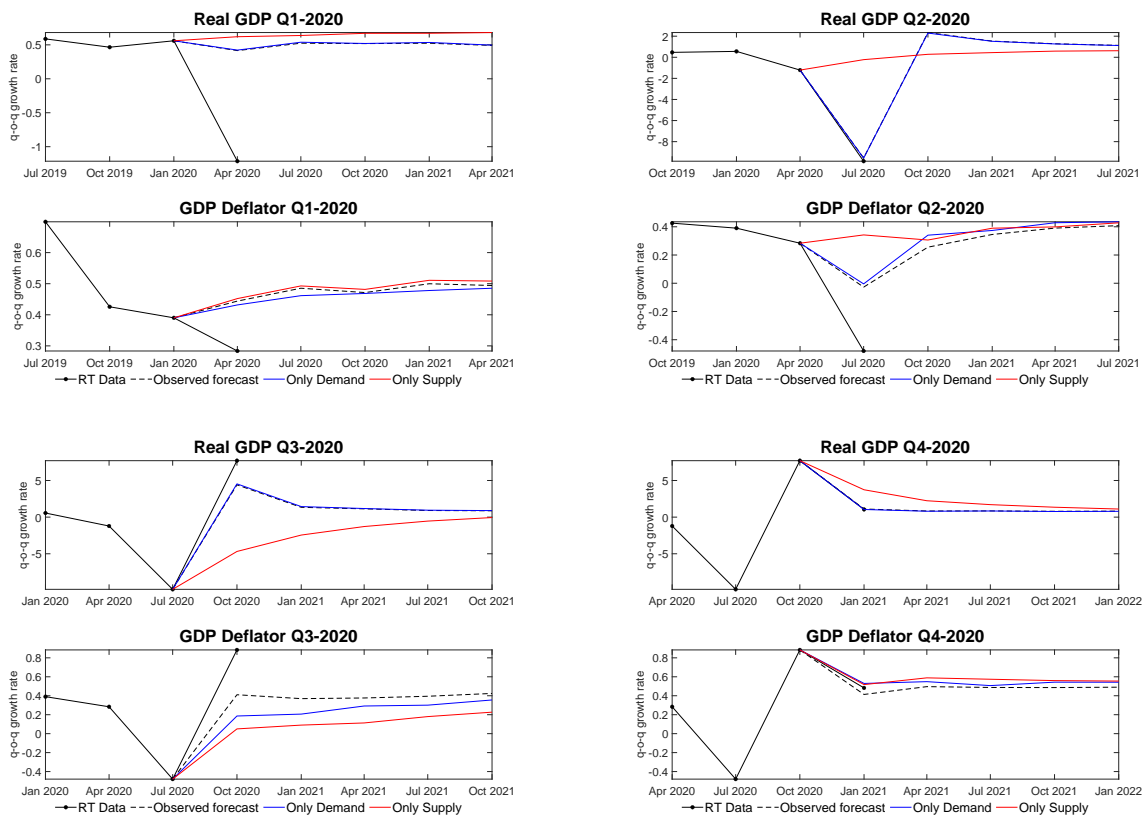 Real GDP Q1-2020
q-o-q growth rate
0.5
0
-0.5
-1
Jul 2019 Oct 2019 Jan 2020 Apr 2020 Jul 2020 Oct 2020 Jan 2021 Apr 2021
GDP Deflator Q1-2020
q-o-q growth rate
0.6
0.5
0.4
0.3
Jul 2019 Oct 2019 Jan 2020 Apr 2020 Jul 2020 Oct 2020 Jan 2021 Apr 2021
RT Data Observed forecast Only Demand Only Supply
Real GDP Q2-2020
q-o-q growth rate
2
0
-2
-4
-6
-8
Oct 2019 Jan 2020 Apr 2020 Jul 2020 Oct 2020 Jan 2021 Apr 2021 Jul 2021
GDP Deflator Q2-2020
q-o-q growth rate
0.4
0.2
0
-0.2
-0.4
Oct 2019 Jan 2020 Apr 2020 Jul 2020 Oct 2020 Jan 2021 Apr 2021 Jul 2021
RT Data Observed forecast Only Demand Only Supply
Real GDP Q3-2020
q-o-q growth rate
5
0
-5
Jan 2020 Apr 2020 Jul 2020 Oct 2020 Jan 2021 Apr 2021 Jul 2021 Oct 2021
GDP Deflator Q3-2020
q-o-q growth rate
0.8
0.6
0.4
0.2
0
-0.2
-0.4
Jan 2020 Apr 2020 Jul 2020 Oct 2020 Jan 2021 Apr 2021 Jul 2021 Oct 2021
RT Data Observed forecast Only Demand Only Supply
Real GDP Q4-2020
q-o-q growth rate
5
0
-5
Apr 2020 Jul 2020 Oct 2020 Jan 2021 Apr 2021 Jul 2021 Oct 2021 Jan 2022
GDP Deflator Q4-2020
q-o-q growth rate
0.8
0.6
0.4
0.2
0
-0.2
-0.4
Apr 2020 Jul 2020 Oct 2020 Jan 2021 Apr 2021 Jul 2021 Oct 2021 Jan 2022
RT Data Observed forecast Only Demand Only Supply